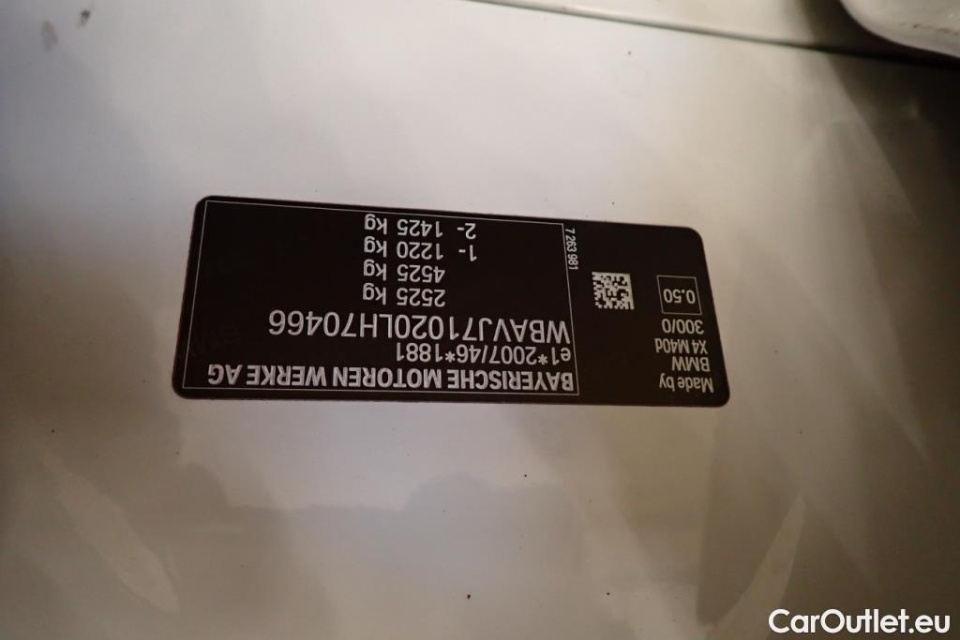 BAYERISCHE MOTOREN WERKE AG
e1*2007/46*1881
WBAVJ71020LH70466
2525 kg
4525 kg
1- 1220 kg
2- 1425 kg
7 263 981
Made by
BMW
X4 M40d
300/0
0.50
CarOutlet.eu